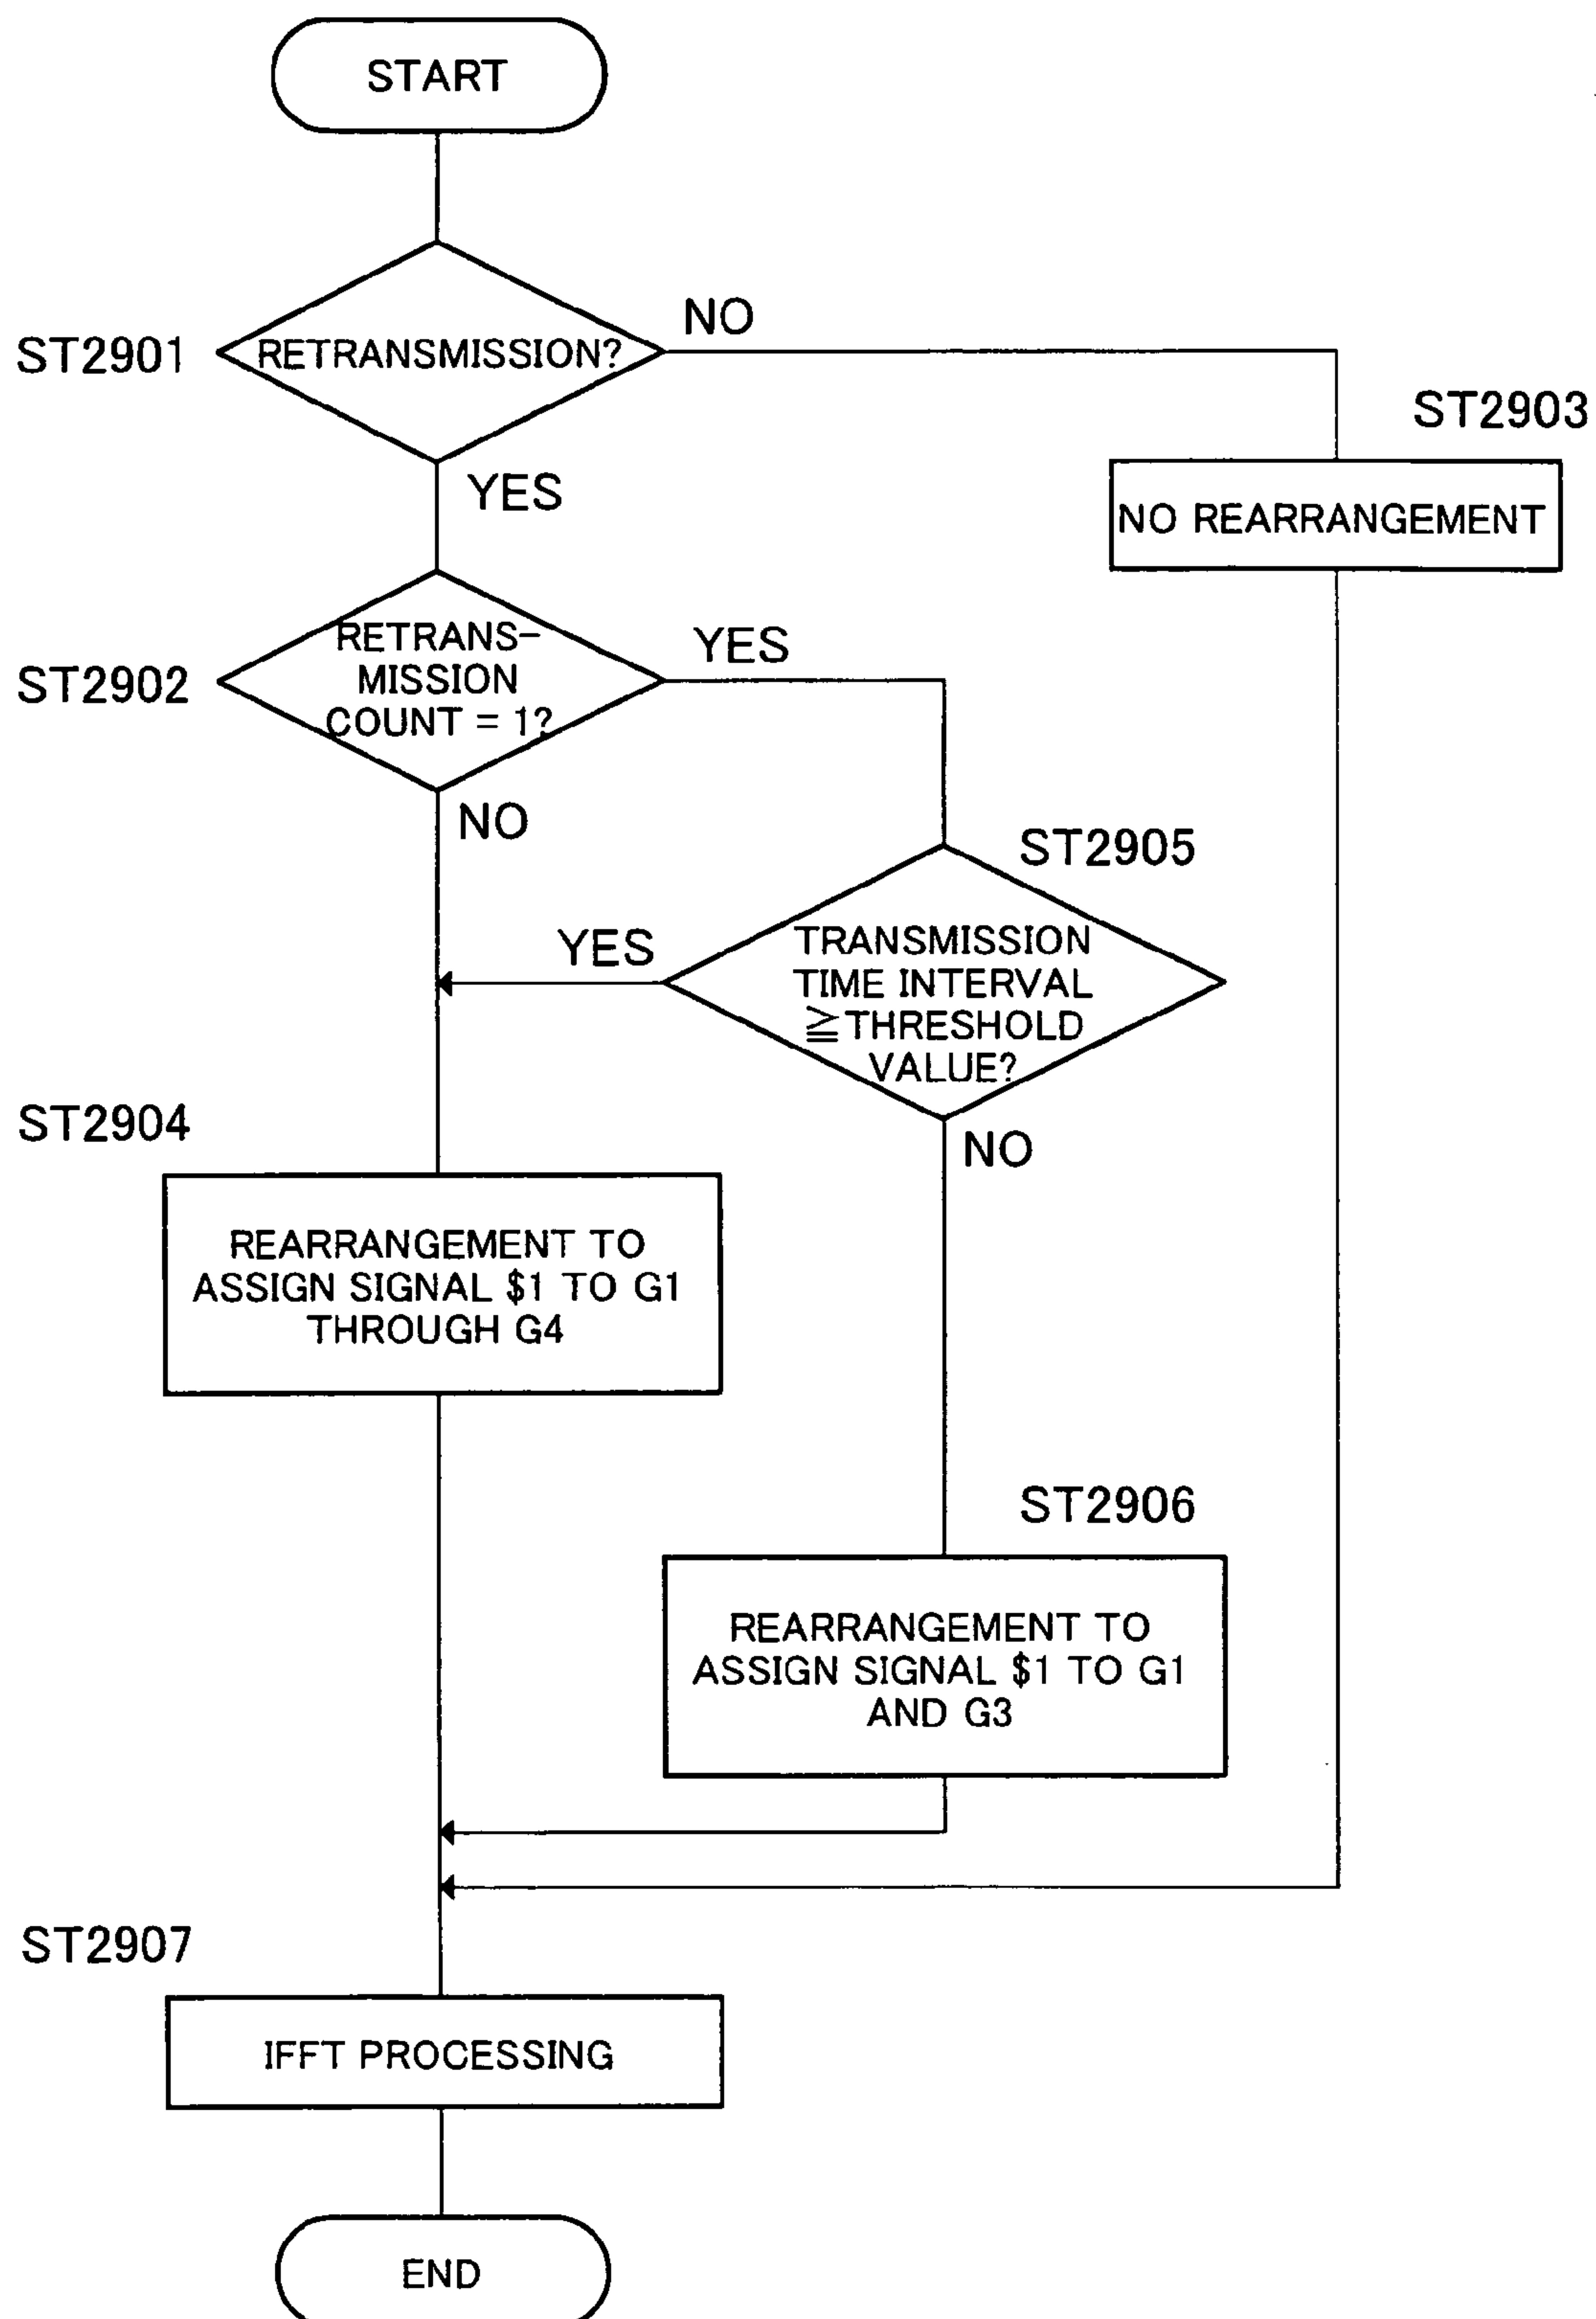 START
ST2901
RETRANSMISSION?
NO
ST2903
NO REARRANGEMENT
YES
ST2902
RETRANS-
MISSION
COUNT = 1?
YES
NO
ST2905
TRANSMISSION
TIME INTERVAL
≧THRESHOLD
VALUE?
YES
NO
ST2904
REARRANGEMENT TO
ASSIGN SIGNAL $1 TO G1
THROUGH G4
ST2906
REARRANGEMENT TO
ASSIGN SIGNAL $1 TO G1
AND G3
ST2907
IFFT PROCESSING
END